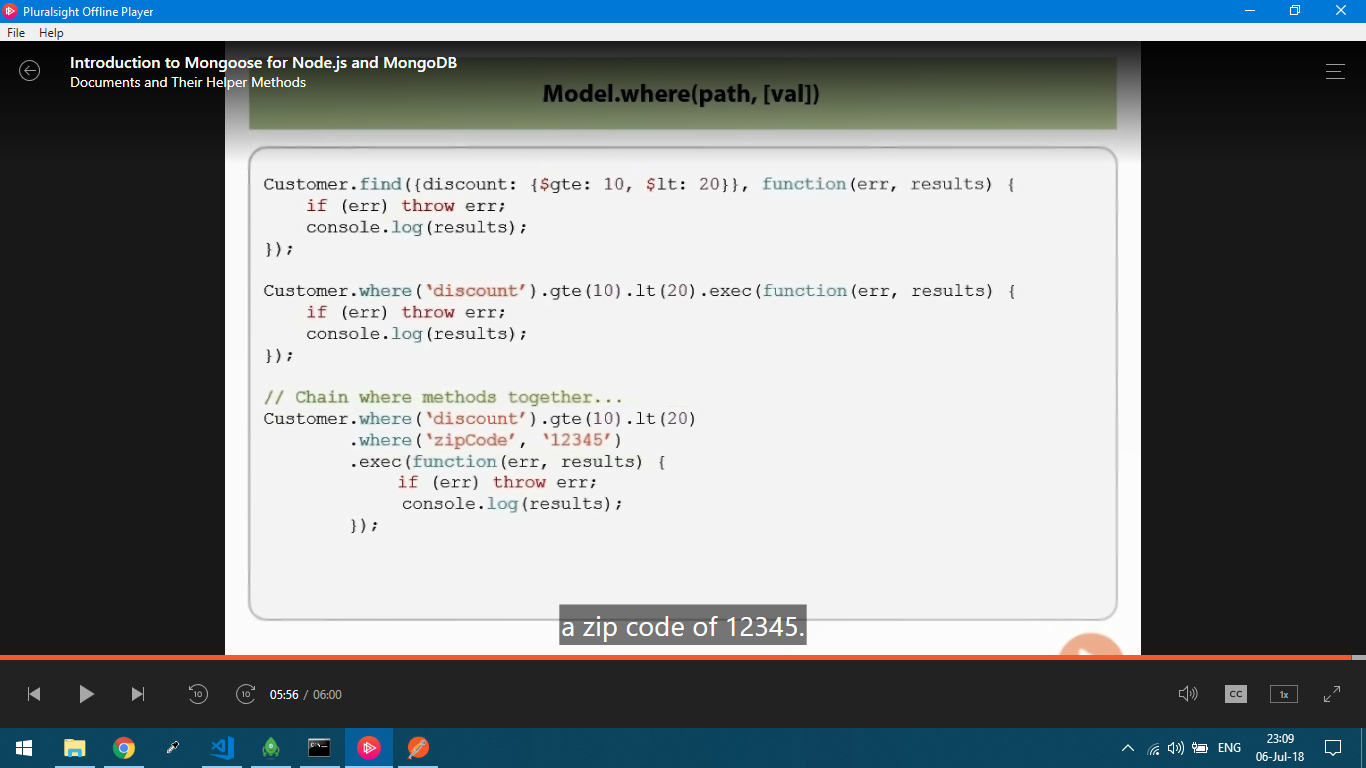 Pluralsight Offline Player
File Help
Introduction to Mongoose for Node.js and MongoDB
Documents and Their Helper Methods
Model.where(path, [val])
Customer.find({discount: {$gte: 10, $lt: 20}}, function(err, results) {
    if (err) throw err;
    console.log(results);
});
Customer.where(‘discount’).gte(10).lt(20).exec(function(err, results) {
    if (err) throw err;
    console.log(results);
});
// Chain where methods together...
Customer.where(‘discount’).gte(10).lt(20)
        .where(‘zipCode’, ‘12345’)
        .exec(function(err, results) {
            if (err) throw err;
            console.log(results);
        });
a zip code of 12345.
10 10 05:56 / 06:00 CC 1x
ENG 23:09
06-Jul-18